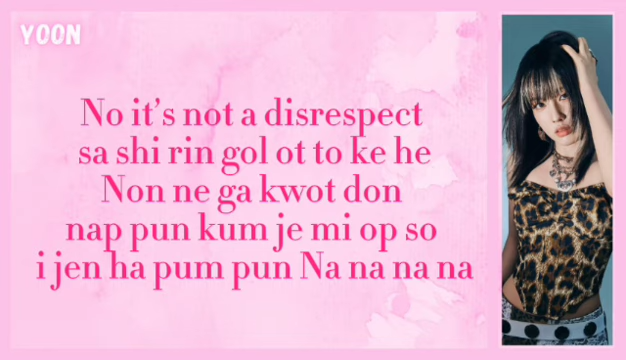 YOON
No it’s not a disrespect
sa shi rin gol ot to ke he
Non ne ga kwot don
nap pun kum je mi op so
i jen ha pum pun Na na na na